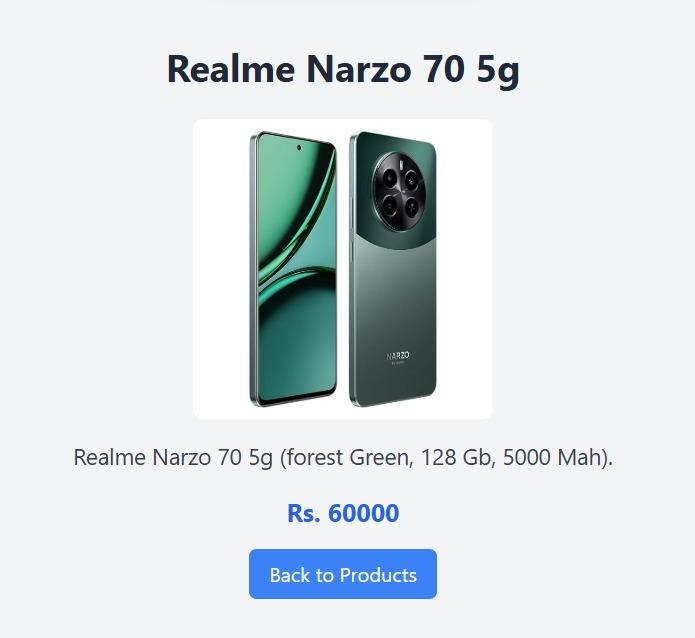 Realme Narzo 70 5g
NARZO
Realme Narzo 70 5g (forest Green, 128 Gb, 5000 Mah).
Rs. 60000
Back to Products